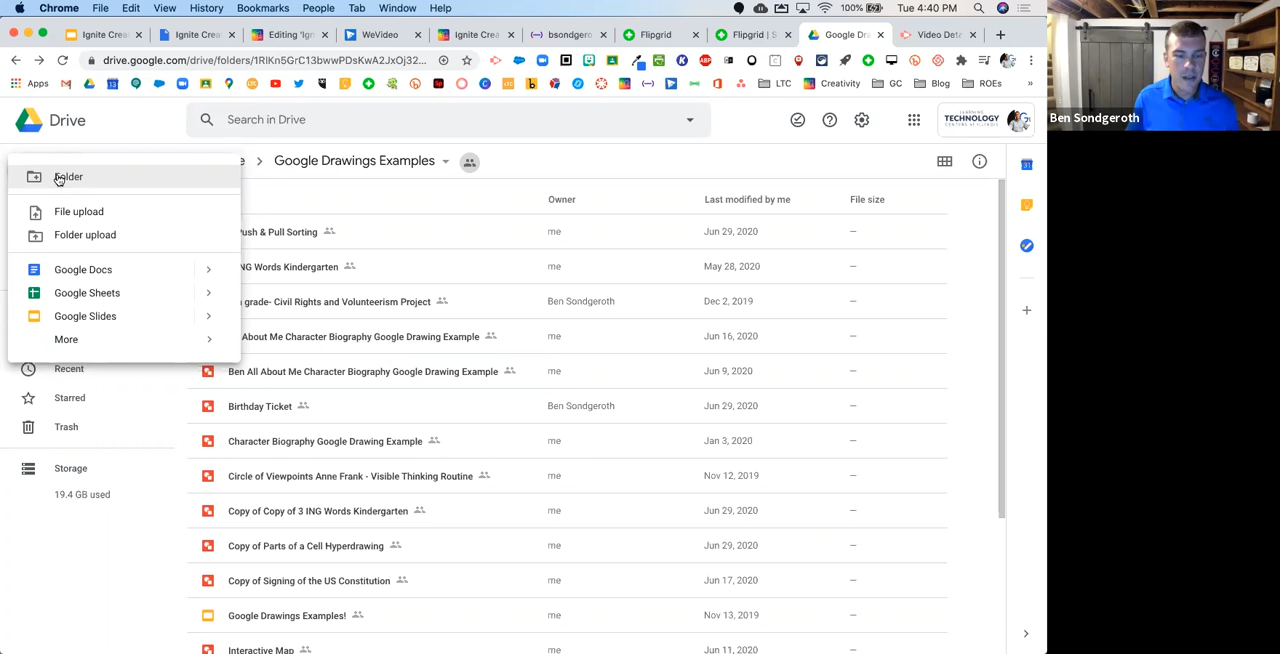 Chrome File Edit View History Bookmarks People Tab Window Help 100% Tue 4:40 PM
Ignite Crea Ignite Crea Editing 'Ign WeVideo Ignite Crea bsondgero Flipgrid Flipgrid | S Google Dra Video Deta
drive.google.com/drive/folders/1RIKn5GrC13bwwPDsKwA2JxOj32...
Apps LTC Creativity GC Blog ROEs »
Drive Search in Drive TECHNOLOGY
e > Google Drawings Examples
Owner Last modified by me File size
Folder
File upload
Folder upload
Google Docs
Google Sheets
Google Slides
More
Push & Pull Sorting me Jun 29, 2020 —
NG Words Kindergarten me May 28, 2020 —
grade- Civil Rights and Volunteerism Project Ben Sondgeroth Dec 2, 2019 —
About Me Character Biography Google Drawing Example me Jun 16, 2020 —
Ben All About Me Character Biography Google Drawing Example me Jun 9, 2020 —
Birthday Ticket Ben Sondgeroth Jun 29, 2020 —
Character Biography Google Drawing Example me Jan 3, 2020 —
Circle of Viewpoints Anne Frank - Visible Thinking Routine me Nov 12, 2019 —
Copy of Copy of 3 ING Words Kindergarten me Jun 29, 2020 —
Copy of Parts of a Cell Hyperdrawing me Jun 29, 2020 —
Copy of Signing of the US Constitution me Jun 17, 2020 —
Google Drawings Examples! me Nov 13, 2019 —
Interactive Map me Jun 11, 2020 —
Recent
Starred
Trash
Storage
19.4 GB used
Ben Sondgeroth